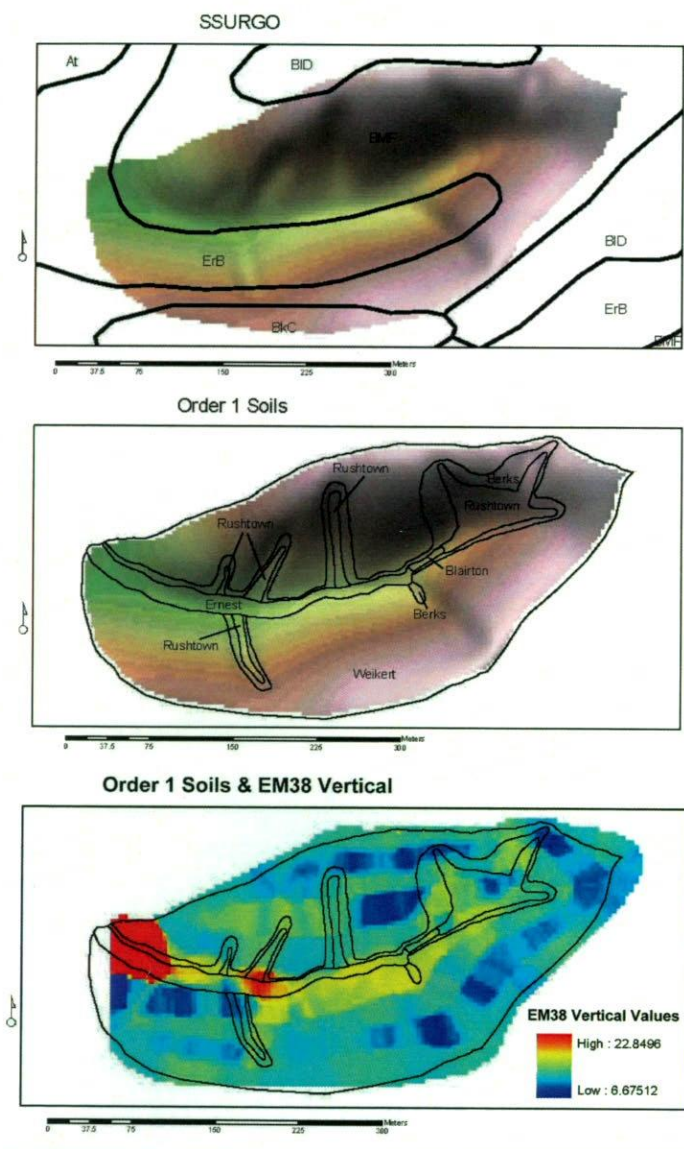 SSURGO
At
BlD
BMF
BlD
ErB
ErB
BkC
BMF
Meters
0 37.5 75 150 225 300
Order 1 Soils
Rushtown
Berks
Rushtown
Rushtown
Blairton
Ernest
Berks
Rushtown
Weikert
Meters
0 37.5 75 150 225 300
Order 1 Soils & EM38 Vertical
EM38 Vertical Values
High : 22.8496
Low : 6.67512
Meters
0 37.5 75 150 225 300